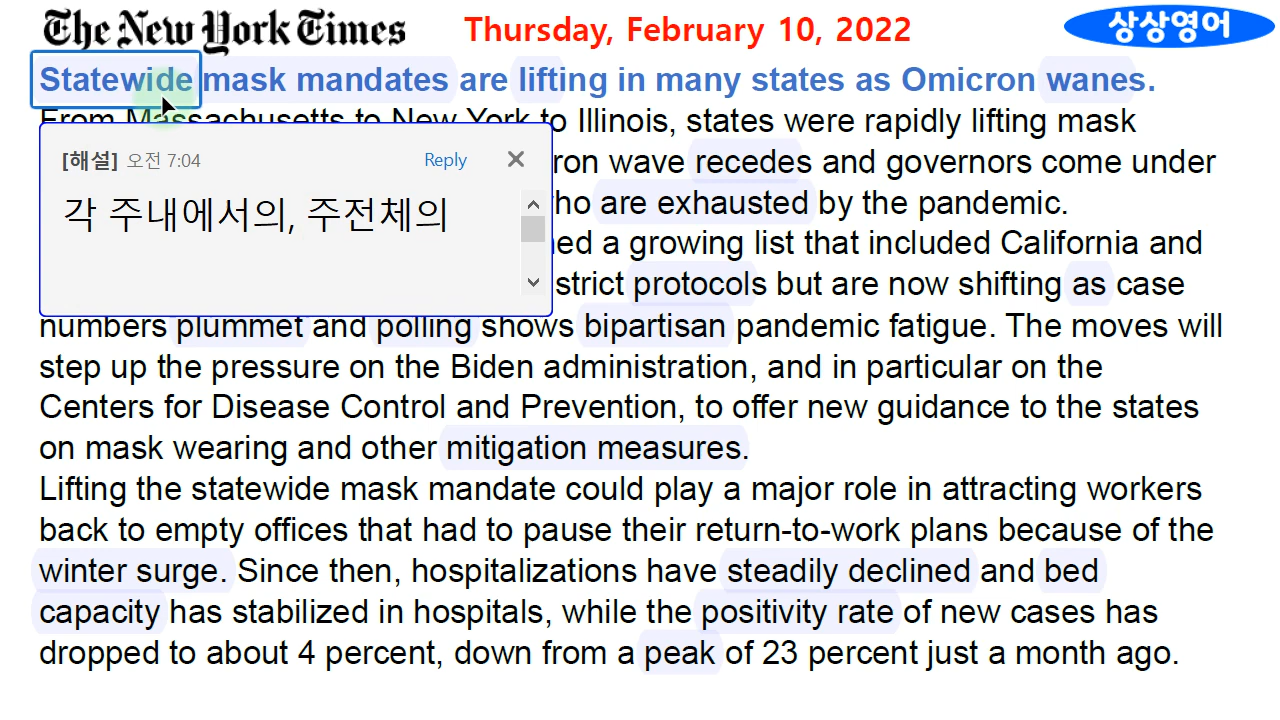 The New York Times Thursday, February 10, 2022 상상영어
Statewide mask mandates are lifting in many states as Omicron wanes.
From Massachusetts to New York to Illinois, states were rapidly lifting mask
[해설] 오전 7:04 Reply
ron wave recedes and governors come under
각 주내에서의, 주전체의
ho are exhausted by the pandemic.
ned a growing list that included California and
strict protocols but are now shifting as case
numbers plummet and polling shows bipartisan pandemic fatigue. The moves will
step up the pressure on the Biden administration, and in particular on the
Centers for Disease Control and Prevention, to offer new guidance to the states
on mask wearing and other mitigation measures.
Lifting the statewide mask mandate could play a major role in attracting workers
back to empty offices that had to pause their return-to-work plans because of the
winter surge. Since then, hospitalizations have steadily declined and bed
capacity has stabilized in hospitals, while the positivity rate of new cases has
dropped to about 4 percent, down from a peak of 23 percent just a month ago.